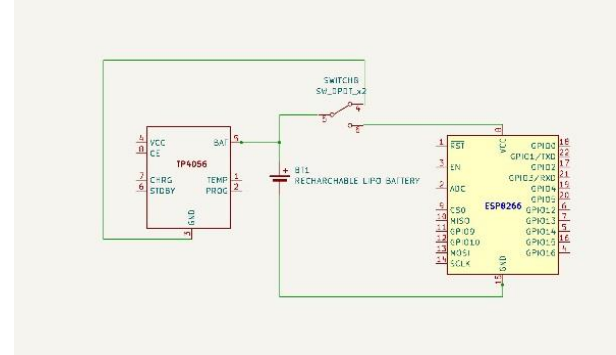 SWITCHB
SW_DPDT_x2
5
4
6
4 VCC
8 CE
7 CHRG
6 STDBY
TP4056
BAT 5
TEMP 1
PROG 2
GND
3
BT1
RECHARCHABLE LIPO BATTERY
8
VCC
1 RST
3 EN
2 ADC
9 CS0
10 MISO
11 GPIO9
12 GPIO10
13 MOSI
14 SCLK
ESP8266
GPIO0 18
GPIO1/TXD 22
GPIO2 17
GPIO3/RXD 21
GPIO4 19
GPIO5 20
GPIO12 6
GPIO13 7
GPIO14 5
GPIO15 16
GPIO16 4
GND
15